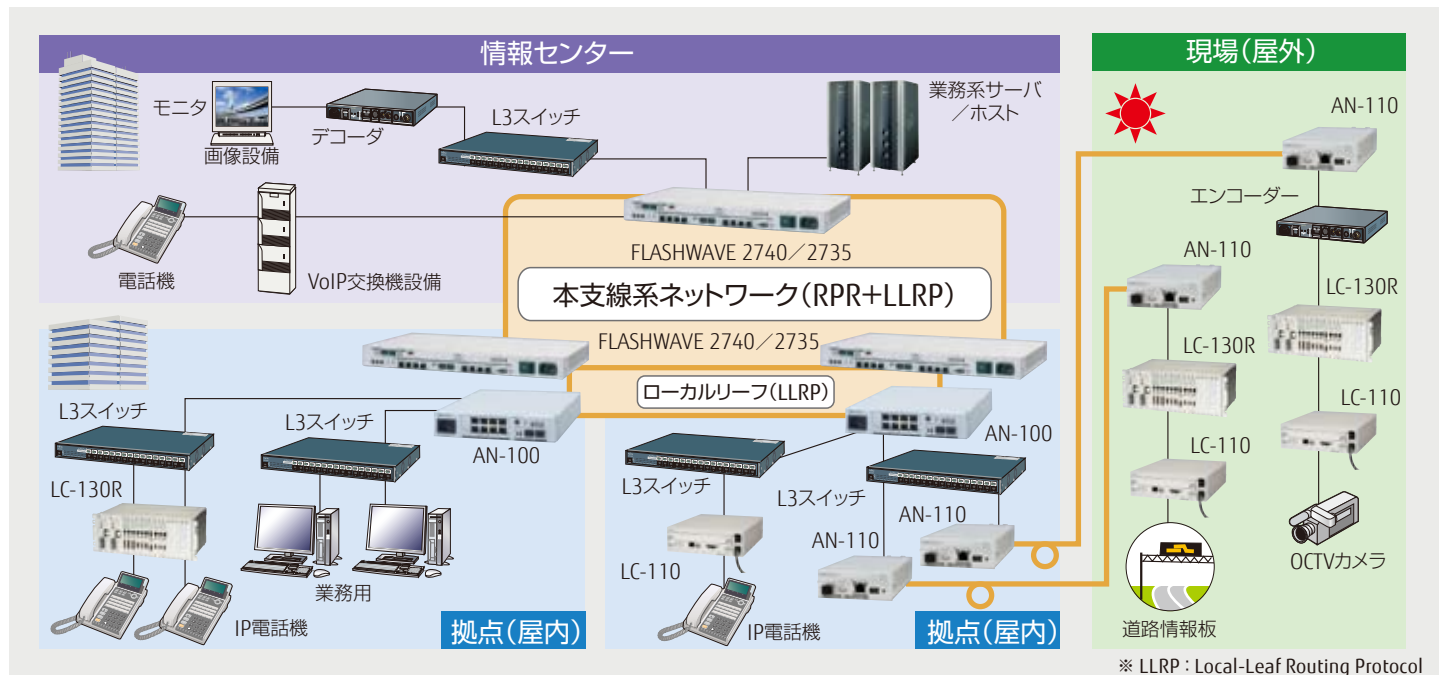 情報センター
モニタ
画像設備
デコーダ
L3スイッチ
業務系サーバ
／ホスト
電話機
VoIP交換機設備
FLASHWAVE 2740／2735
本支線系ネットワーク（RPR+LLRP）
FLASHWAVE 2740／2735
ローカルリーフ（LLRP）
L3スイッチ
L3スイッチ
AN-100
LC-130R
業務用
IP電話機
拠点（屋内）
AN-100
L3スイッチ
L3スイッチ
AN-110
AN-110
LC-110
IP電話機
拠点（屋内）
現場（屋外）
AN-110
エンコーダー
AN-110
LC-130R
LC-130R
LC-110
LC-110
OCTVカメラ
道路情報板
※ LLRP：Local-Leaf Routing Protocol